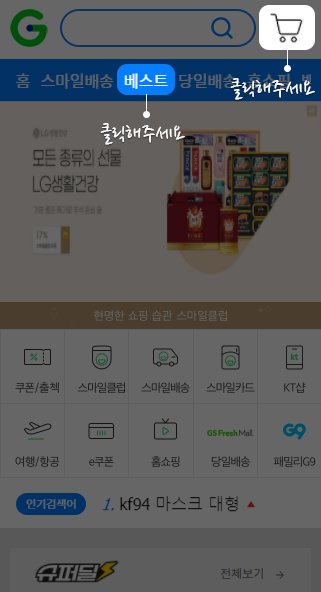 G
홈 스마일배송 베스트 당일배송 홈쇼핑
클릭해주세요
클릭해주세요
LG생활건강
모든 종류의 선물
LG생활건강
17%
현명한 쇼핑 습관 스마일클럽
쿠폰/출첵 스마일클럽 스마일배송 스마일카드 KT샵
GS Fresh Mall G9
여행/항공 e쿠폰 홈쇼핑 당일배송 패밀리G9
인기검색어 1. kf94 마스크 대형
슈퍼딜 전체보기 →